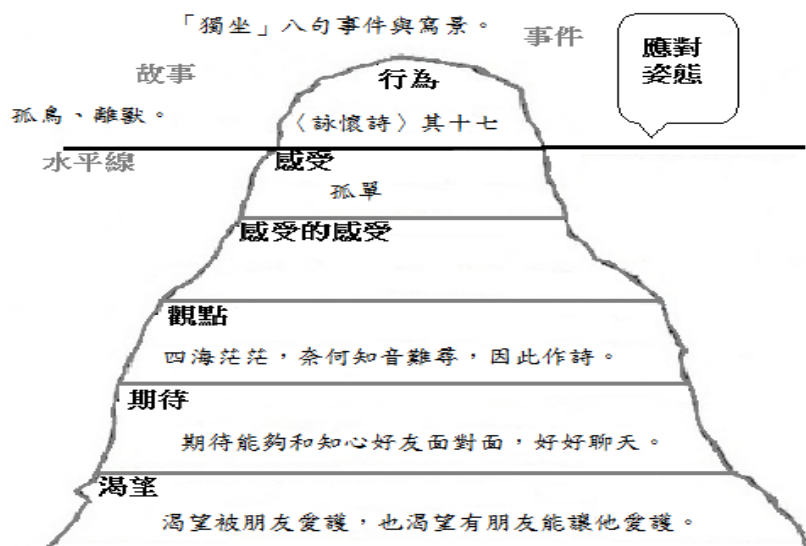 「獨坐」八句事件與寫景。
事件
應對
姿態
故事
行為
孤鳥、離獸。
〈詠懷詩〉其十七
水平線
感受
孤單
感受的感受
觀點
四海茫茫，奈何知音難尋，因此作詩。
期待
期待能夠和知心好友面對面，好好聊天。
渴望
渴望被朋友愛護，也渴望有朋友能讓他愛護。